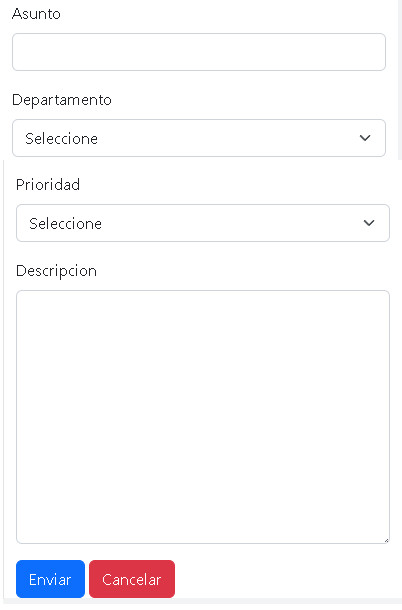 Asunto
Departamento
Seleccione
Prioridad
Seleccione
Descripcion
Enviar Cancelar